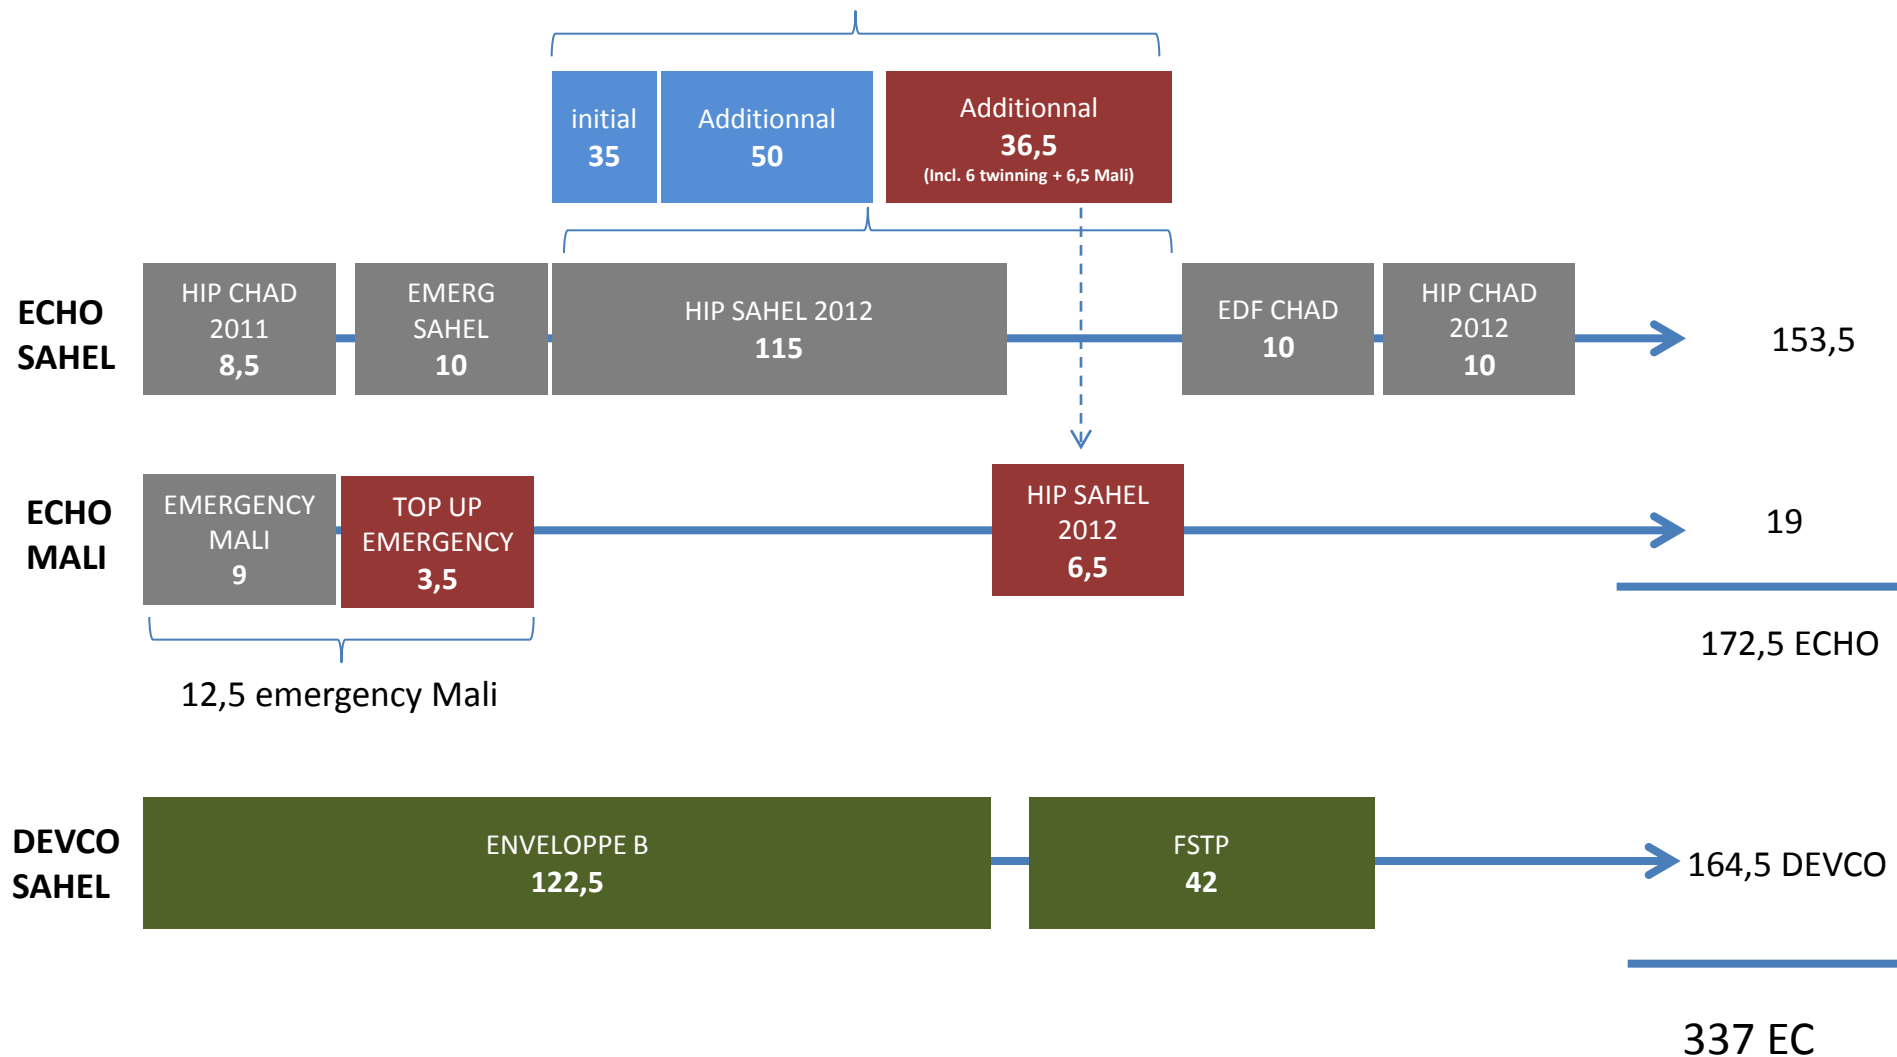 initial
35
Additionnal
50
Additionnal
36,5
(Incl. 6 twinning + 6,5 Mali)
ECHO
SAHEL
HIP CHAD
2011
8,5
EMERG
SAHEL
10
HIP SAHEL 2012
115
EDF CHAD
10
HIP CHAD
2012
10
153,5
ECHO
MALI
EMERGENCY
MALI
9
TOP UP
EMERGENCY
3,5
HIP SAHEL
2012
6,5
19
172,5 ECHO
12,5 emergency Mali
DEVCO
SAHEL
ENVELOPPE B
122,5
FSTP
42
164,5 DEVCO
337 EC